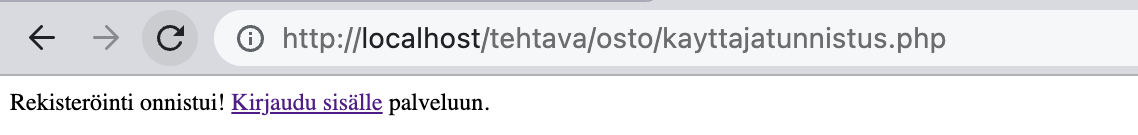 http://localhost/tehtava/osto/kayttajatunnistus.php
Rekisteröinti onnistui! Kirjaudu sisälle palveluun.